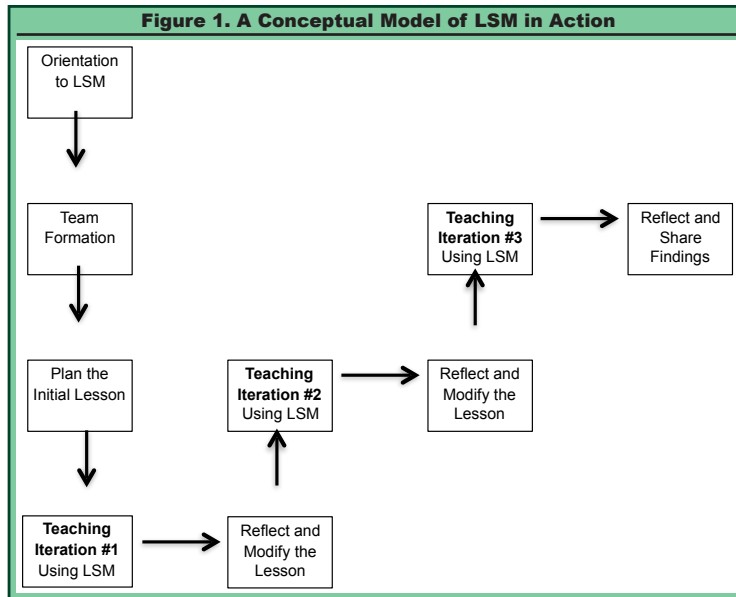 Figure 1. A Conceptual Model of LSM in Action
Orientation
to LSM
Team
Formation
Plan the
Initial Lesson
Teaching
Iteration #1
Using LSM
Reflect and
Modify the
Lesson
Teaching
Iteration #2
Using LSM
Reflect and
Modify the
Lesson
Teaching
Iteration #3
Using LSM
Reflect and
Share
Findings